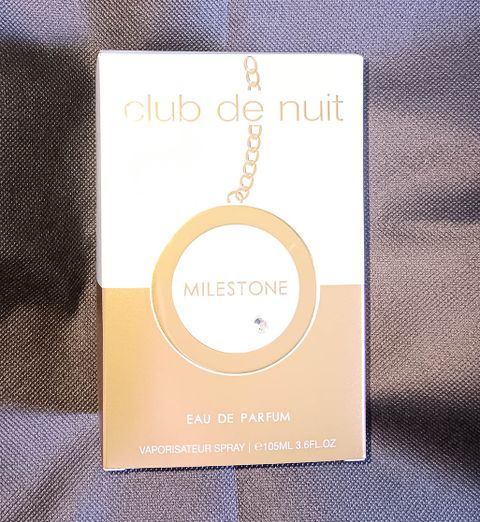 club de nuit
MILESTONE
EAU DE PARFUM
VAPORISATEUR SPRAY | ℮105ML 3.6FL.OZ